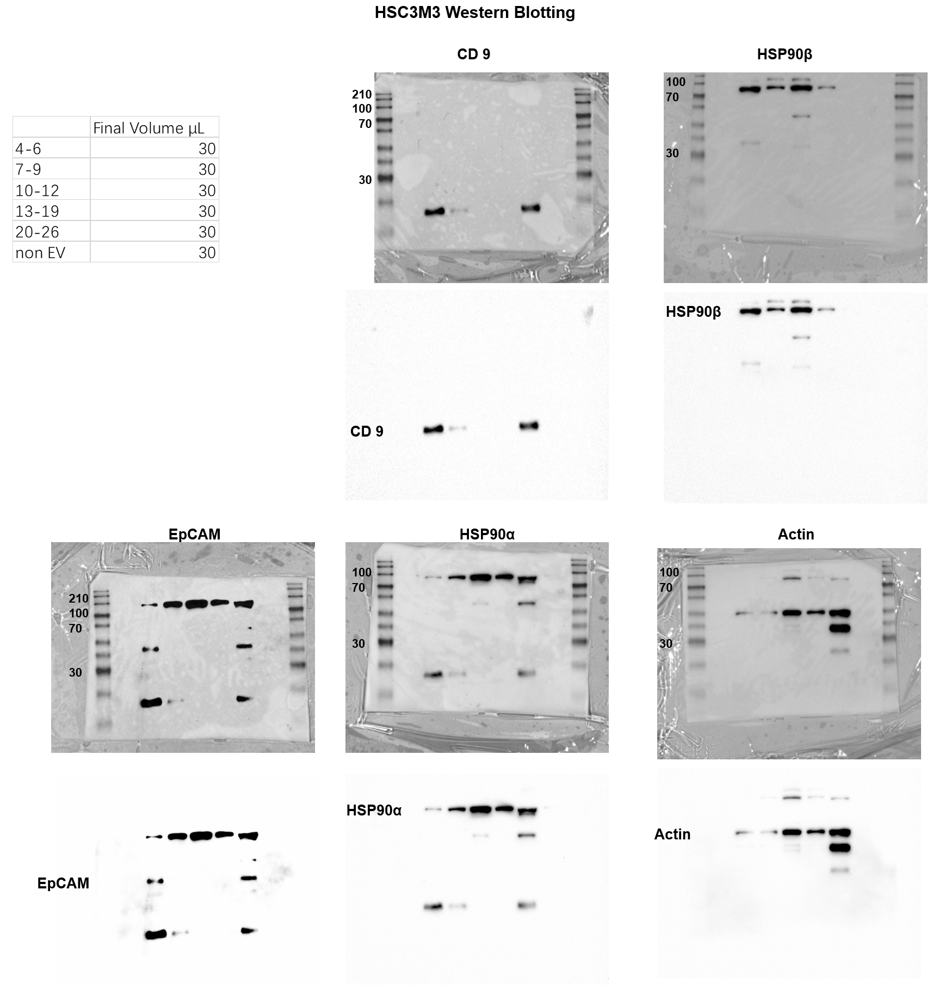 HSC3M3 Western Blotting
CD 9
HSP90β
210
100
70
30
100
70
30
Final Volume µL
4-6 30
7-9 30
10-12 30
13-19 30
20-26 30
non EV 30
CD 9
HSP90β
EpCAM
HSP90α
Actin
210
100
70
30
100
70
30
100
70
30
EpCAM
HSP90α
Actin